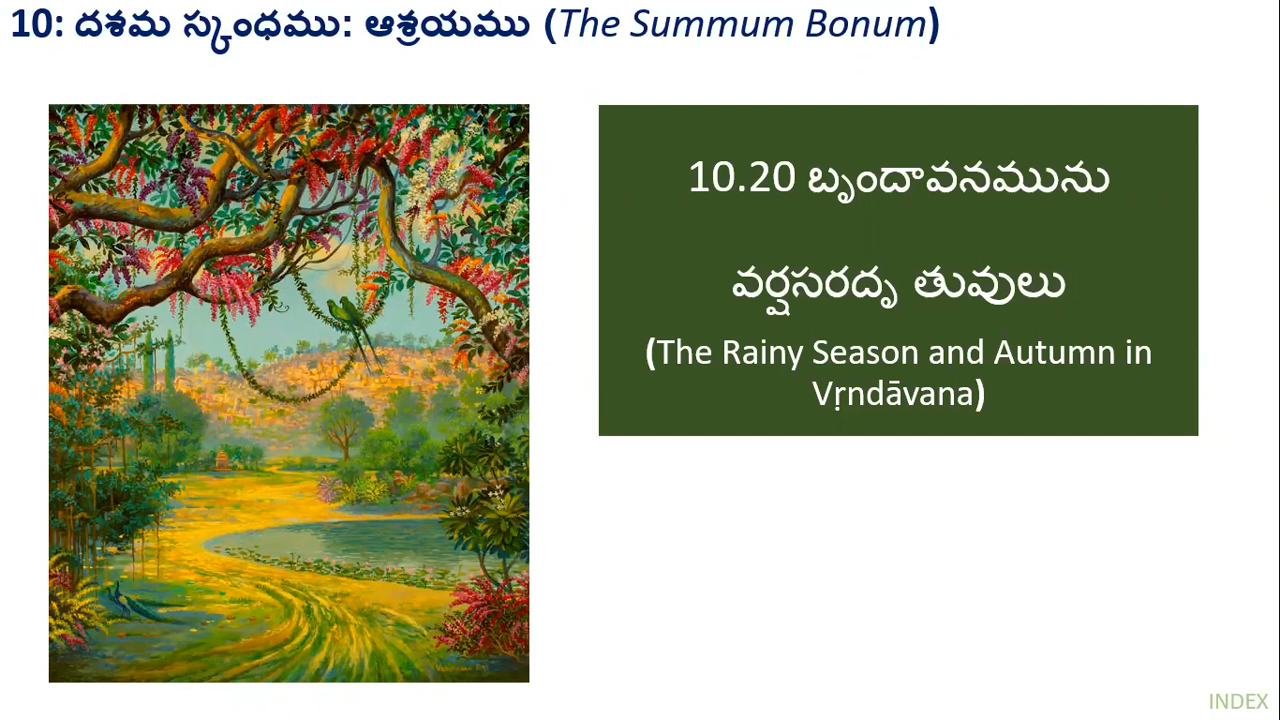 10: దశమ స్కంధము: ఆశ్రయము (The Summum Bonum)
10.20 బృందావనమును
వర్షసరదృ తువులు
(The Rainy Season and Autumn in
Vṛndāvana)
INDEX